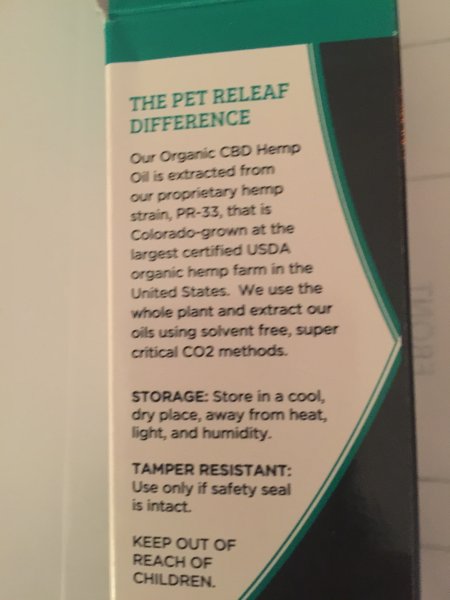 THE PET RELEAF
DIFFERENCE
Our Organic CBD Hemp
Oil is extracted from
our proprietary hemp
strain, PR-33, that is
Colorado-grown at the
largest certified USDA
organic hemp farm in the
United States. We use the
whole plant and extract our
oils using solvent free, super
critical CO2 methods.
STORAGE: Store in a cool,
dry place, away from heat,
light, and humidity.
TAMPER RESISTANT:
Use only if safety seal
is intact.
KEEP OUT OF
REACH OF
CHILDREN.